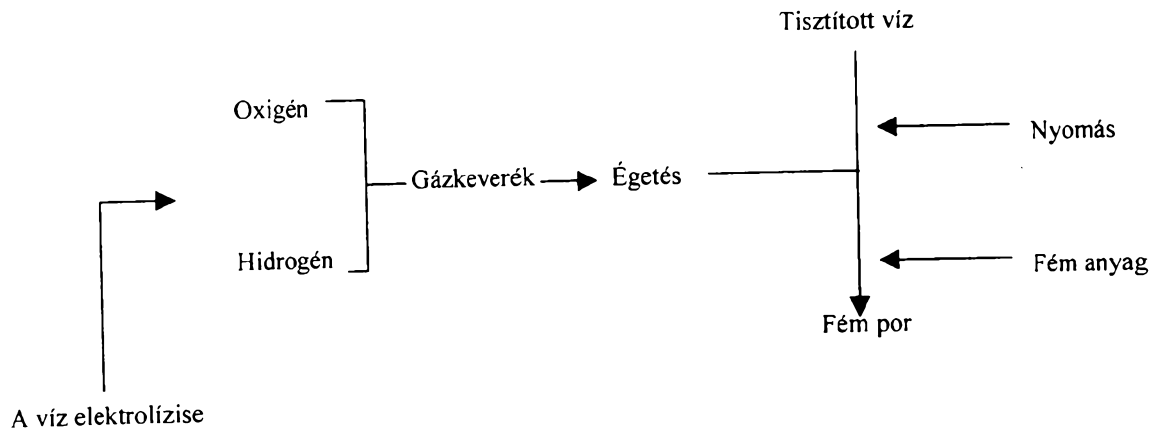 Tisztított víz
Oxigén
Nyomás
Gázkeverék
Égetés
Hidrogén
Fém anyag
Fém por
A víz elektrolízise